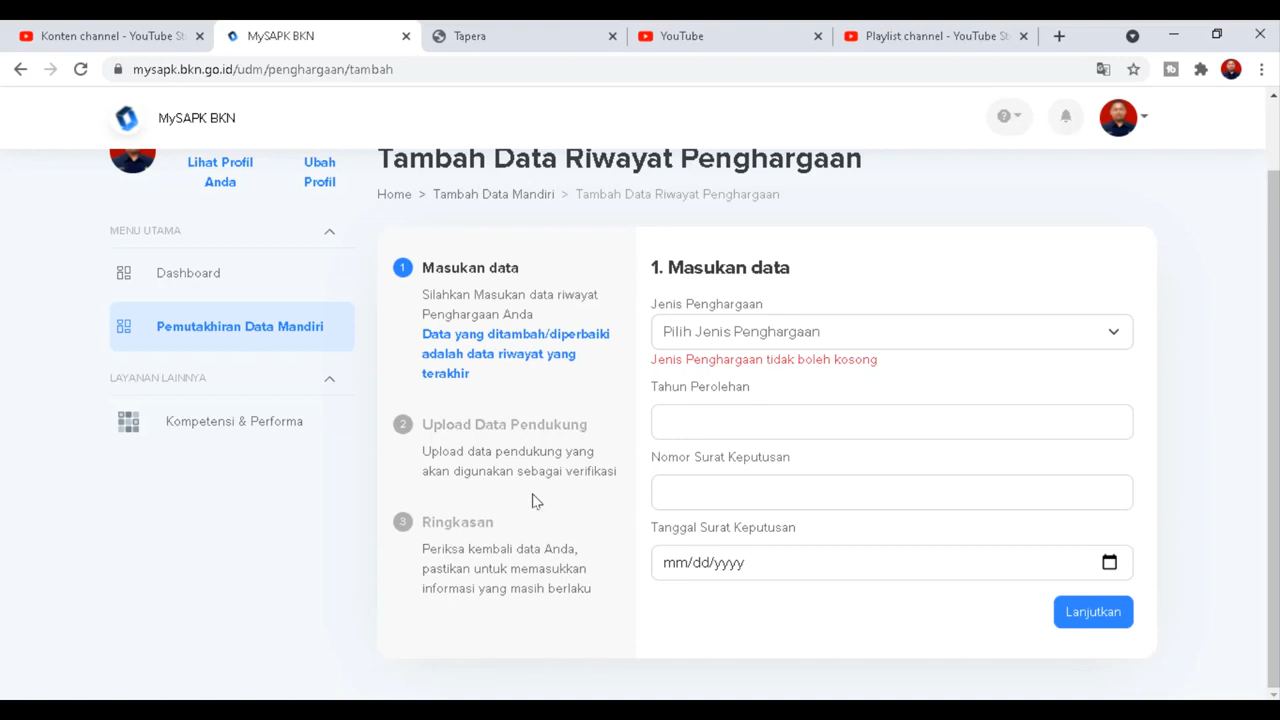 Konten channel - YouTube St
MySAPK BKN
Tapera
YouTube
Playlist channel - YouTube S
mysapk.bkn.go.id/udm/penghargaan/tambah
MySAPK BKN
Lihat Profil
Anda
Ubah
Profil
MENU UTAMA
Dashboard
Pemutakhiran Data Mandiri
LAYANAN LAINNYA
Kompetensi & Performa
Tambah Data Riwayat Penghargaan
Home > Tambah Data Mandiri > Tambah Data Riwayat Penghargaan
1 Masukan data
Silahkan Masukan data riwayat
Penghargaan Anda
Data yang ditambah/diperbaiki
adalah data riwayat yang
terakhir
2 Upload Data Pendukung
Upload data pendukung yang
akan digunakan sebagai verifikasi
3 Ringkasan
Periksa kembali data Anda,
pastikan untuk memasukkan
informasi yang masih berlaku
1. Masukan data
Jenis Penghargaan
Pilih Jenis Penghargaan
Jenis Penghargaan tidak boleh kosong
Tahun Perolehan
Nomor Surat Keputusan
Tanggal Surat Keputusan
mm/dd/yyyy
Lanjutkan